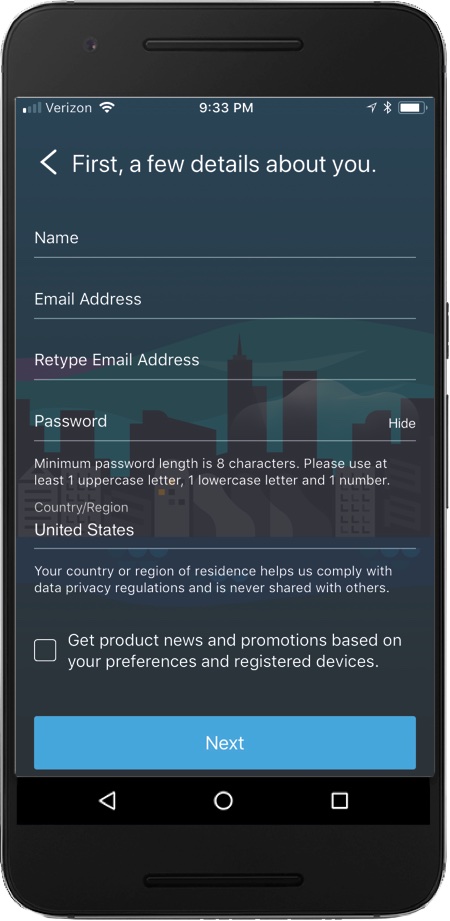 Verizon 9:33 PM
First, a few details about you.
Name
Email Address
Retype Email Address
Password Hide
Minimum password length is 8 characters. Please use at
least 1 uppercase letter, 1 lowercase letter and 1 number.
Country/Region
United States
Your country or region of residence helps us comply with
data privacy regulations and is never shared with others.
Get product news and promotions based on
your preferences and registered devices.
Next